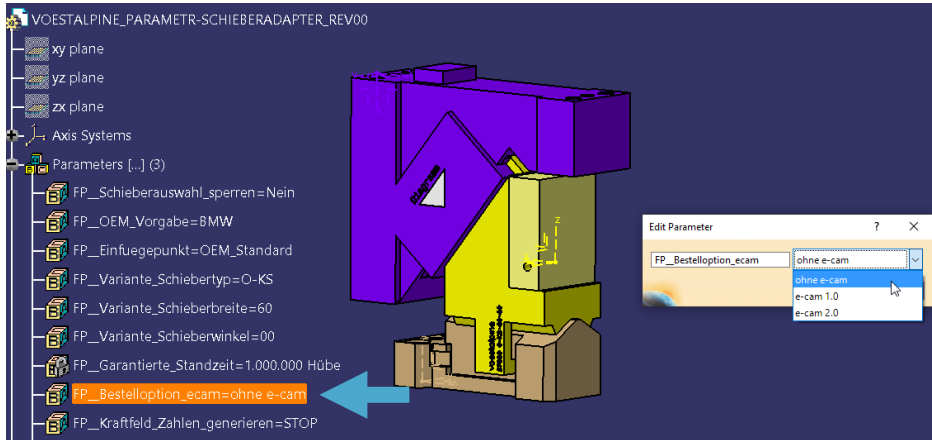 VOESTALPINE_PARAMETR-SCHIEBERADAPTER_REV00
xy plane
yz plane
zx plane
Axis Systems
Parameters [...] (3)
FP__Schieberauswahl_sperren=Nein
FP__OEM_Vorgabe=BMW
FP__Einfuegepunkt=OEM_Standard
FP__Variante_Schiebertyp=O-KS
FP__Variante_Schieberbreite=60
FP__Variante_Schieberwinkel=00
FP__Garantierte_Standzeit=1.000.000 Hübe
FP__Bestelloption_ecam=ohne e-cam
FP__Kraftfeld_Zahlen_generieren=STOP
Diagramm
z
voestalpine
Edit Parameter
? ×
FP__Bestelloption_ecam
ohne e-cam
ohne e-cam
e-cam 1.0
e-cam 2.0